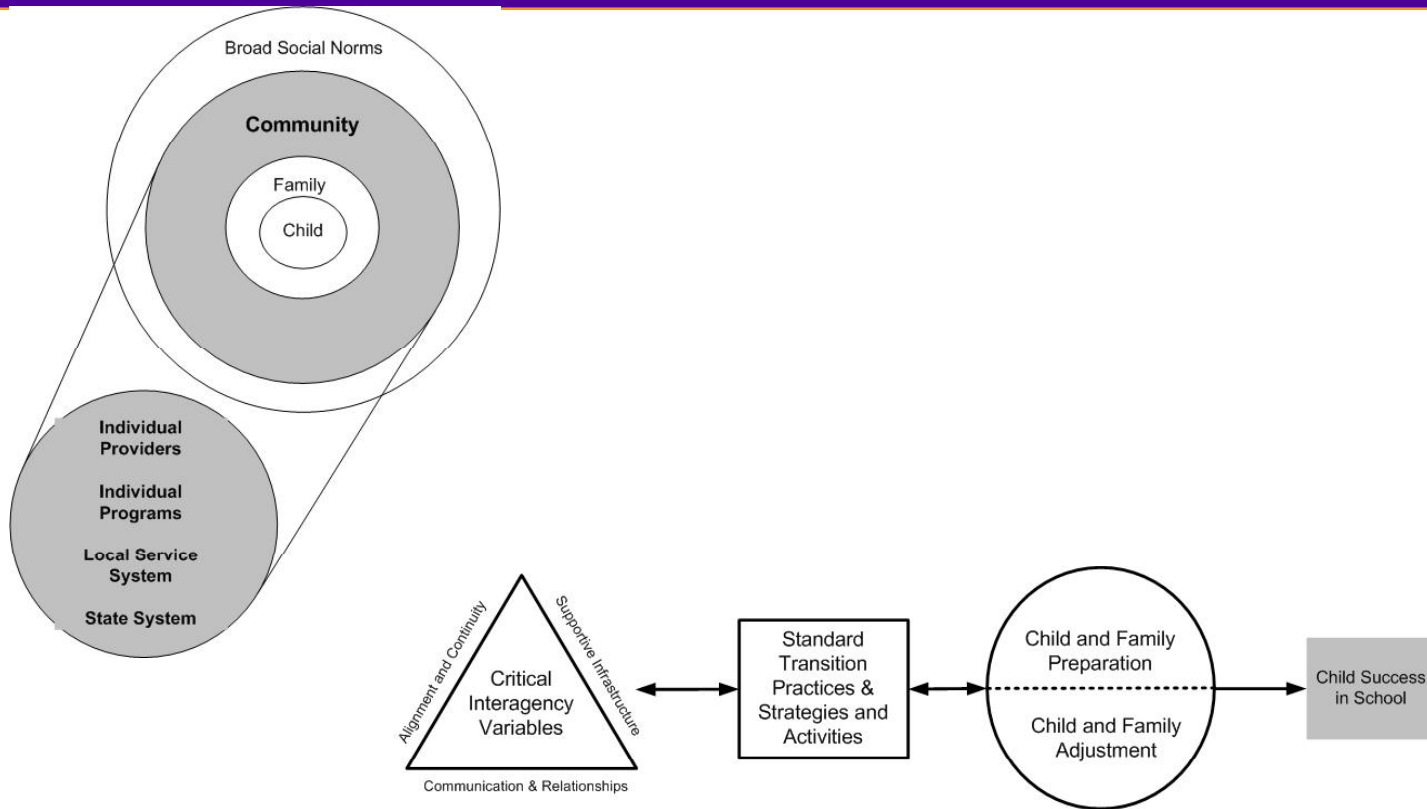 Broad Social Norms
Community
Family
Child
Individual
Providers
Individual
Programs
Local Service
System
State System
Alignment and Continuity
Supportive Infrastructure
Critical
Interagency
Variables
Communication & Relationships
Standard
Transition
Practices &
Strategies and
Activities
Child and Family
Preparation
Child and Family
Adjustment
Child Success
in School